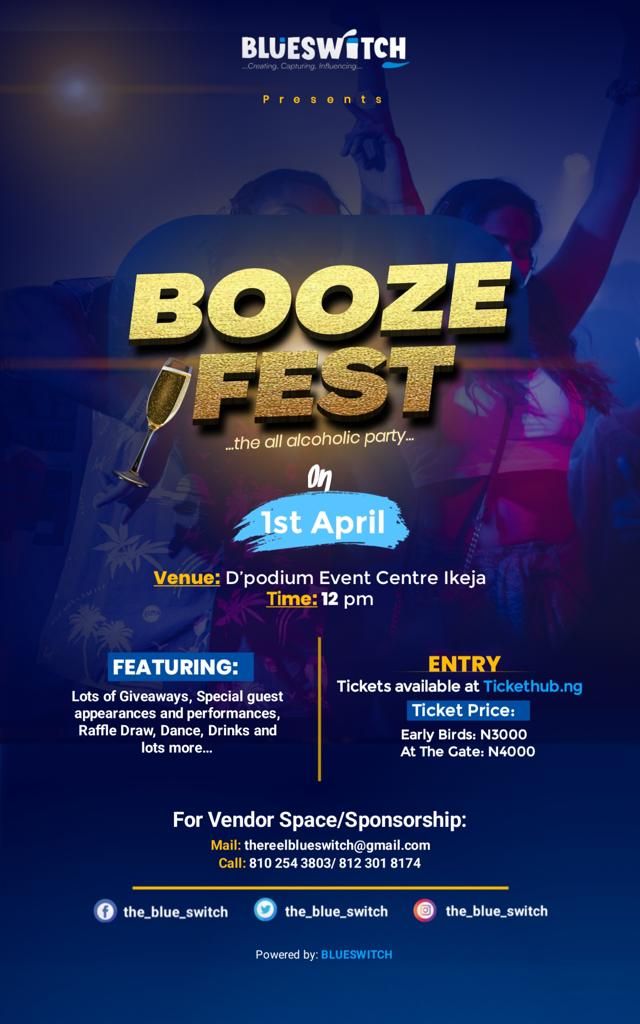 BLUESWiTCH
...Creating, Capturing, Influencing...
Presents
BOOZE
FEST
...the all alcoholic party...
On
1st April
Venue: D'podium Event Centre Ikeja
Time: 12 pm
FEATURING:
Lots of Giveaways, Special guest
appearances and performances,
Raffle Draw, Dance, Drinks and
lots more...
ENTRY
Tickets available at Tickethub.ng
Ticket Price:
Early Birds: N3000
At The Gate: N4000
For Vendor Space/Sponsorship:
Mail: thereelblueswitch@gmail.com
Call: 810 254 3803/ 812 301 8174
the_blue_switch the_blue_switch the_blue_switch
Powered by: BLUESWITCH